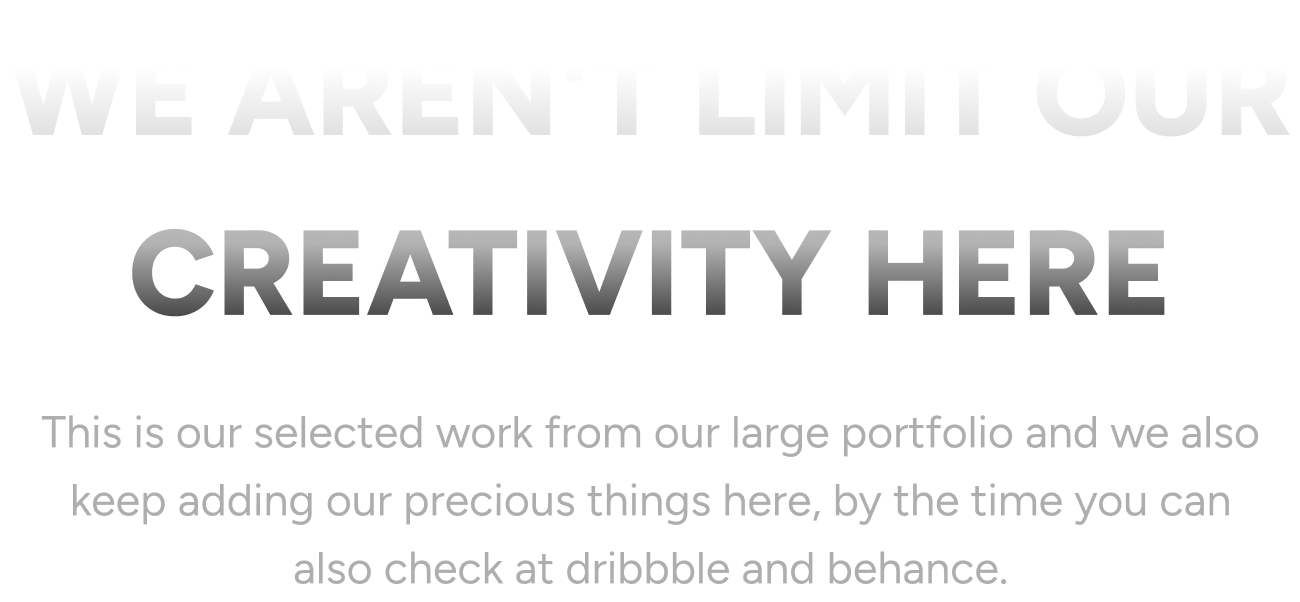 WE AREN'T LIMIT OUR
CREATIVITY HERE
This is our selected work from our large portfolio and we also
keep adding our precious things here, by the time you can
also check at dribbble and behance.